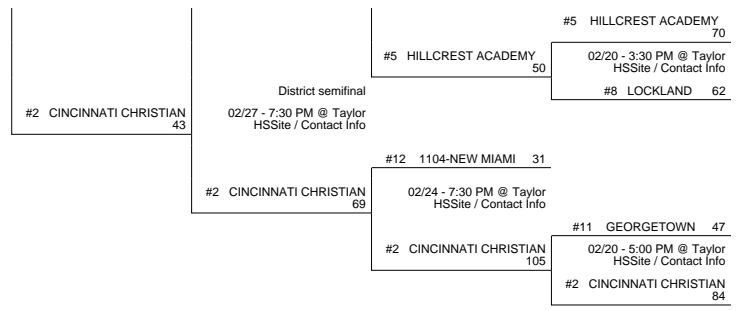 #5 HILLCREST ACADEMY
70
#5 HILLCREST ACADEMY
50
02/20 - 3:30 PM @ Taylor
HSSite / Contact Info
#8 LOCKLAND 62
District semifinal
#2 CINCINNATI CHRISTIAN
43
02/27 - 7:30 PM @ Taylor
HSSite / Contact Info
#12 1104-NEW MIAMI 31
#2 CINCINNATI CHRISTIAN
69
02/24 - 7:30 PM @ Taylor
HSSite / Contact Info
#11 GEORGETOWN 47
#2 CINCINNATI CHRISTIAN
105
02/20 - 5:00 PM @ Taylor
HSSite / Contact Info
#2 CINCINNATI CHRISTIAN
84